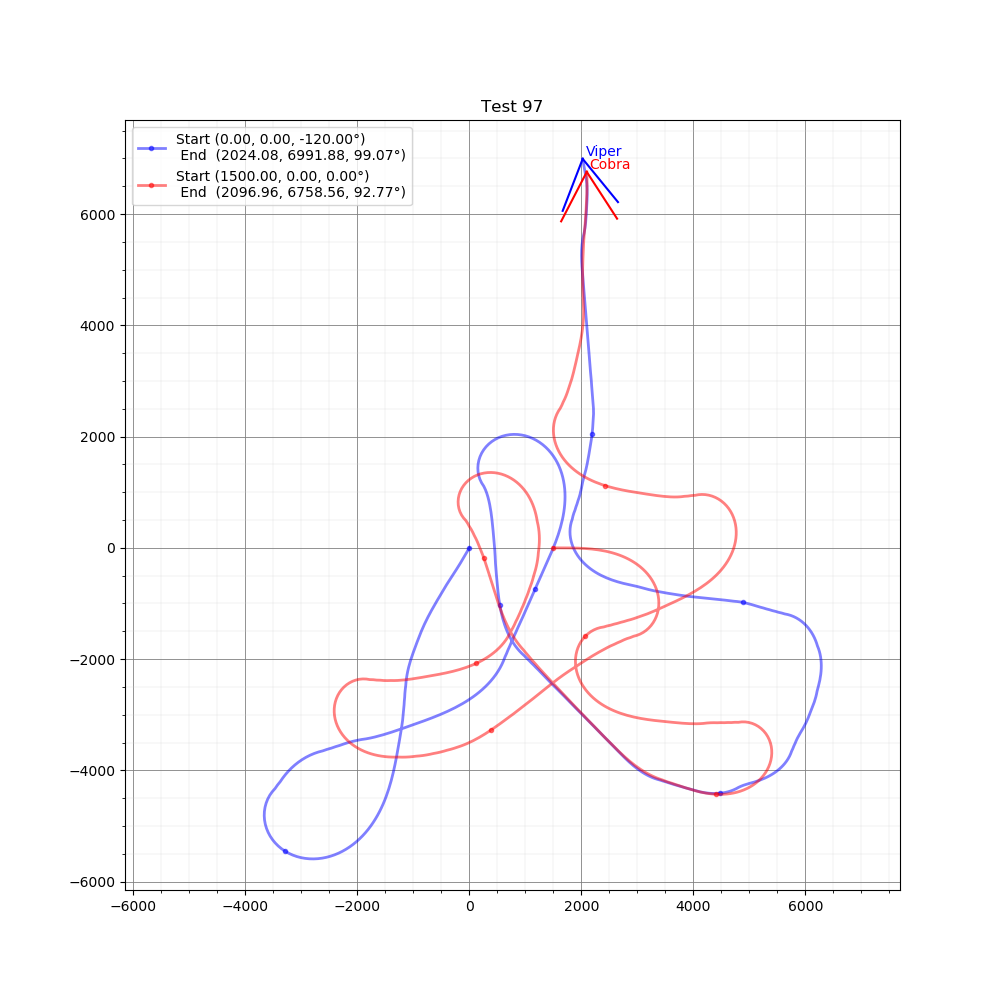 Test 97
Start (0.00, 0.00, -120.00°)
End (2024.08, 6991.88, 99.07°)
Start (1500.00, 0.00, 0.00°)
End (2096.96, 6758.56, 92.77°)
Viper
Cobra
6000
4000
2000
0
−2000
−4000
−6000
−6000 −4000 −2000 0 2000 4000 6000